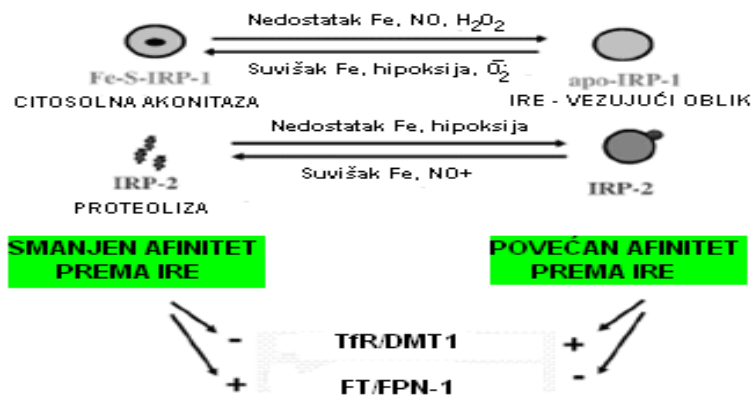 Nedostatak Fe, NO, H₂O₂
Suvišak Fe, hipoksija, O₂⁻
Fe-S-IRP-1
apo-IRP-1
CITOSOLNA AKONITAZA
IRE - VEZUJUĆI OBLIK
Nedostatak Fe, hipoksija
Suvišak Fe, NO+
IRP-2
IRP-2
PROTEOLIZA
SMANJEN AFINITET
PREMA IRE
POVEĆAN AFINITET
PREMA IRE
- TfR/DMT1 +
+ FT/FPN-1 -